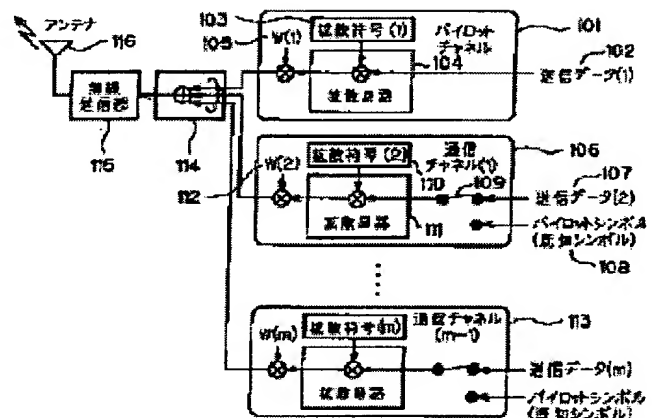 アンテナ
116
無線
送信器
115
114
103
拡散符号(1)
105
W(1)
パイロット
チャネル
104
拡散器
101
102
送信データ(1)
W(2)
112
拡散符号(2)
通信
チャネル(1)
110
109
拡散器
111
106
107
送信データ(2)
パイロットシンボル
(既知シンボル)
108
W(m)
拡散符号(m)
通信チャネル
(m-1)
拡散器
113
送信データ(m)
パイロットシンボル
(既知シンボル)